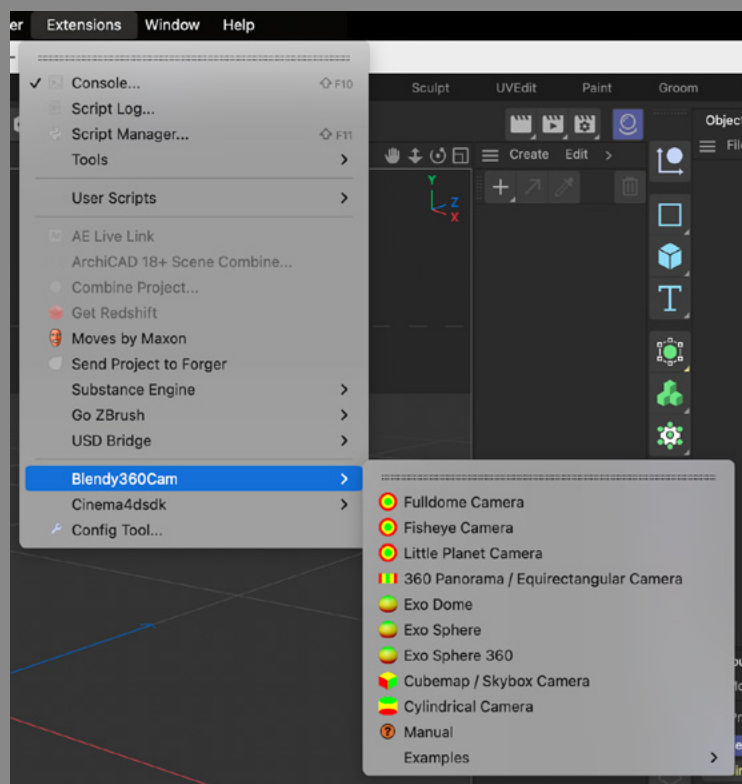 er Extensions Window Help
Console... ⇧ F10
Sculpt UVEdit Paint Groom
Script Log...
Script Manager... ⇧ F11
Object
Tools
Create Edit
File
User Scripts
Y
Z
X
AE Live Link
ArchiCAD 18+ Scene Combine...
Combine Project...
Get Redshift
Moves by Maxon
Send Project to Forger
Substance Engine
Go ZBrush
USD Bridge
Blendy360Cam
Cinema4dsdk
Config Tool...
Fulldome Camera
Fisheye Camera
Little Planet Camera
360 Panorama / Equirectangular Camera
Exo Dome
Exo Sphere
Exo Sphere 360
Cubemap / Skybox Camera
Cylindrical Camera
Manual
Examples